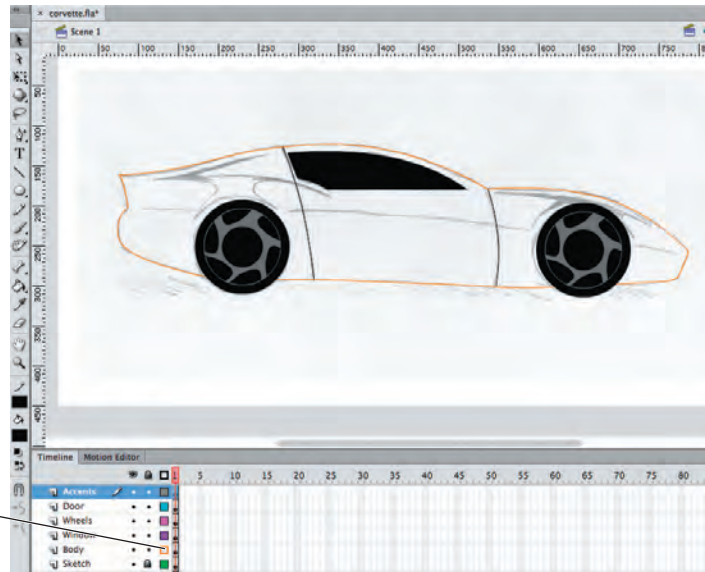 × corvette.fla*
Scene 1
0 50 100 150 200 250 300 350 400 450 500 550 600 650 700 750
50
100
150
200
250
300
350
400
450
T
Timeline Motion Editor
5 10 15 20 25 30 35 40 45 50 55 60 65 70 75 80
Accents
Door
Wheels
Window
Body
Sketch